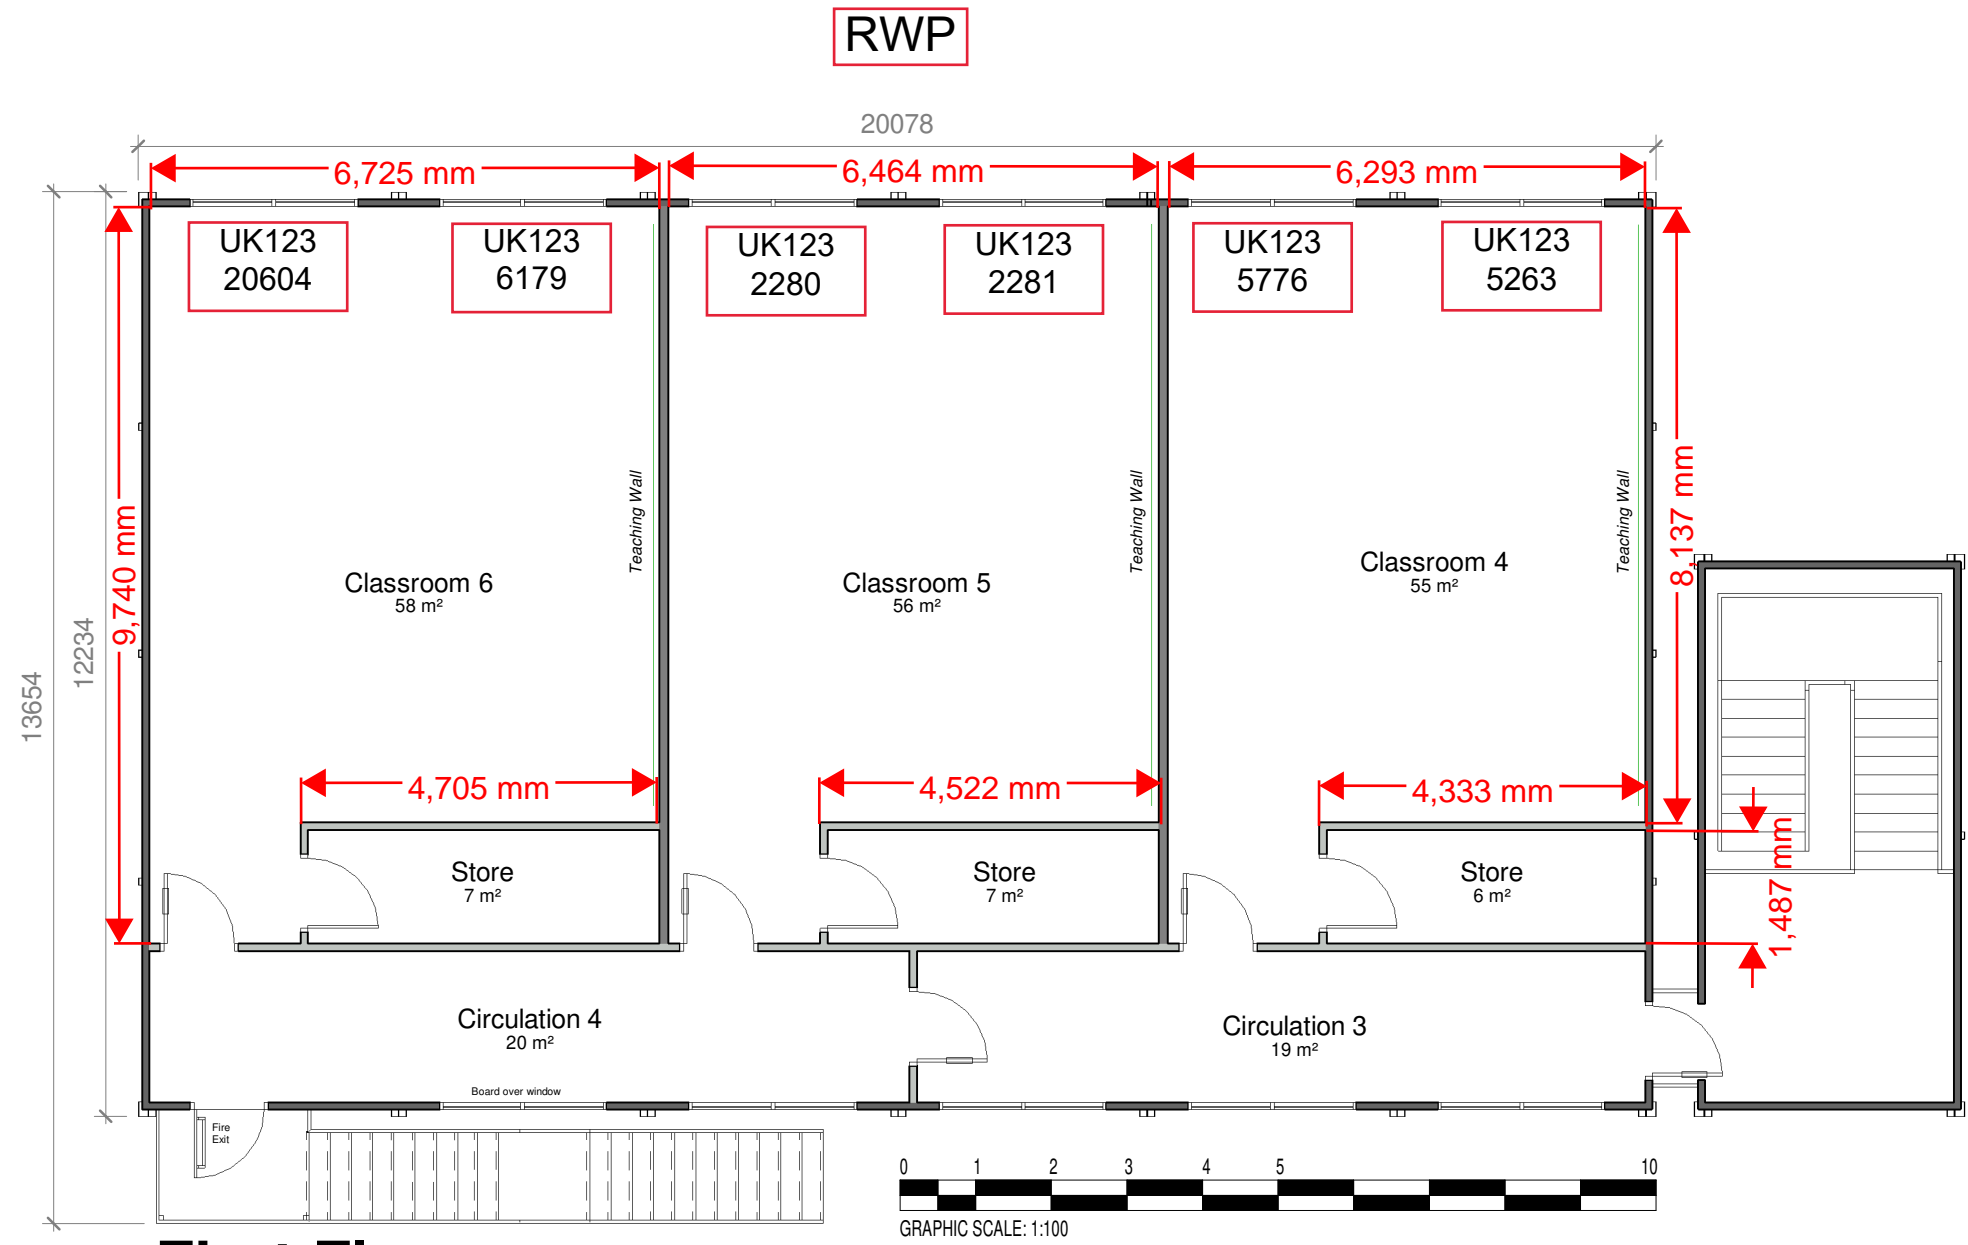 RWP
20078
6,725 mm
6,464 mm
6,293 mm
UK123
20604
UK123
6179
UK123
2280
UK123
2281
UK123
5776
UK123
5263
Teaching Wall
Teaching Wall
Teaching Wall
8,137 mm
9,740 mm
12234
13654
Classroom 6
58 m²
Classroom 5
56 m²
Classroom 4
55 m²
4,705 mm
4,522 mm
4,333 mm
1,487 mm
Store
7 m²
Store
7 m²
Store
6 m²
Circulation 4
20 m²
Circulation 3
19 m²
Board over window
Fire
Exit
0 1 2 3 4 5 10
GRAPHIC SCALE: 1:100